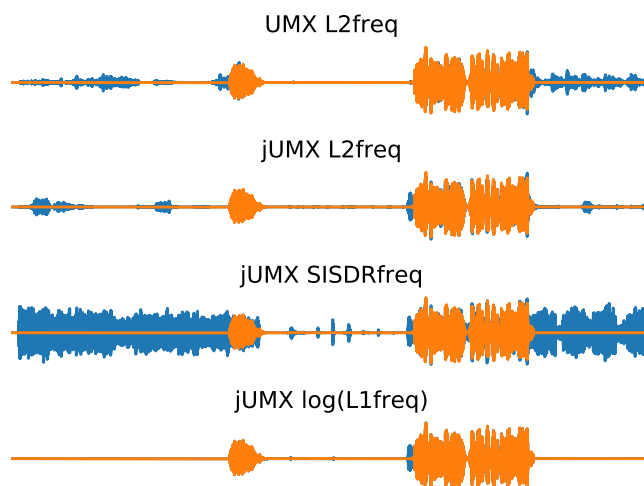 UMX L2freq
jUMX L2freq
jUMX SISDRfreq
jUMX log(L1freq)